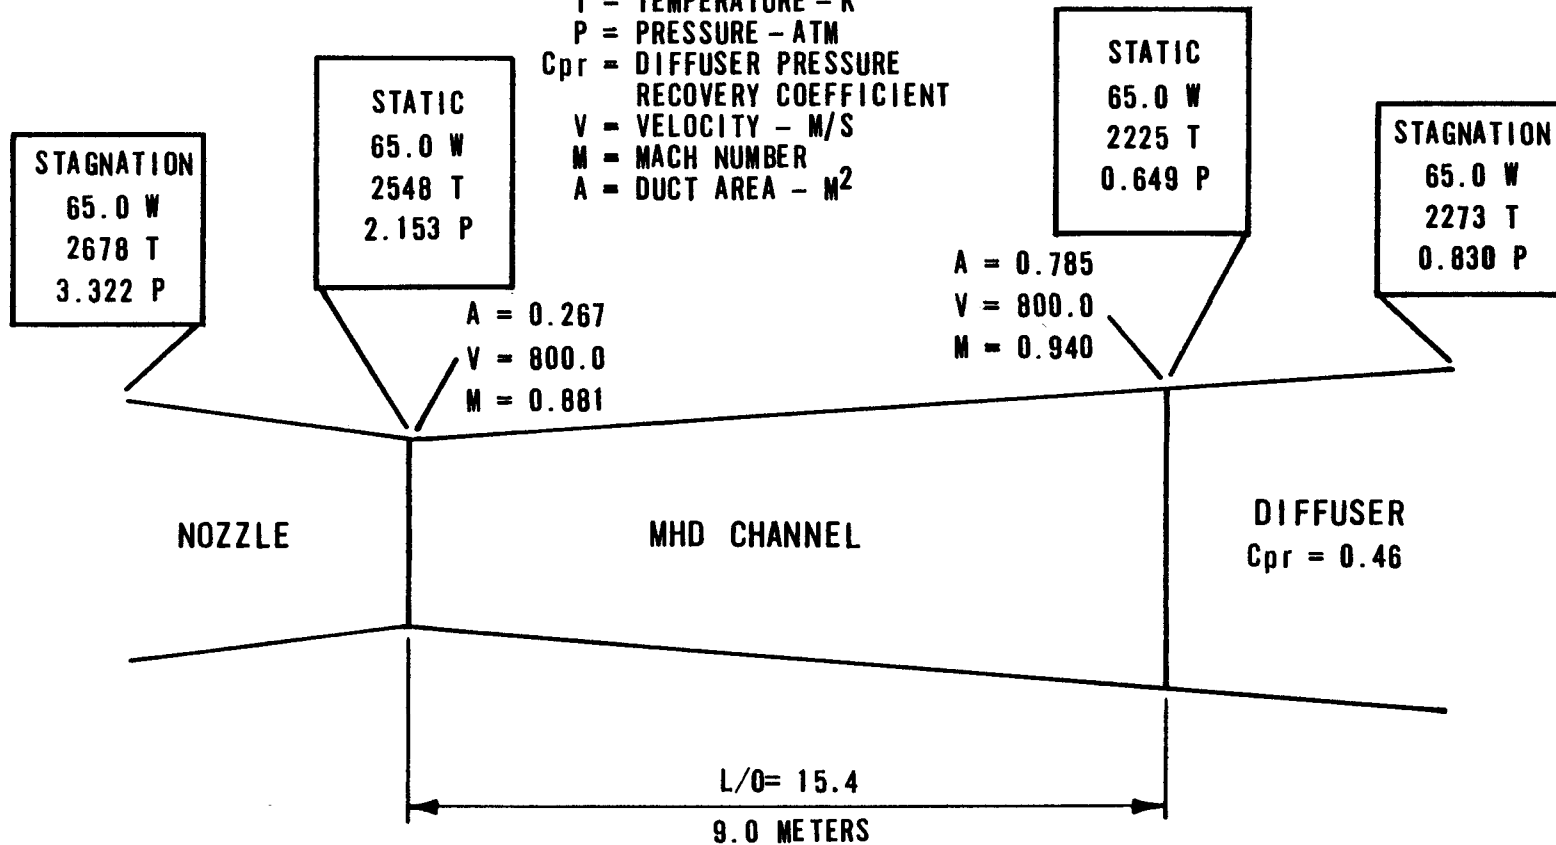 T = TEMPERATURE - K
P = PRESSURE - ATM
Cpr = DIFFUSER PRESSURE
RECOVERY COEFFICIENT
V = VELOCITY - M/S
M = MACH NUMBER
A = DUCT AREA - M²
STAGNATION
65.0 W
2678 T
3.322 P
STATIC
65.0 W
2548 T
2.153 P
A = 0.267
V = 800.0
M = 0.881
STATIC
65.0 W
2225 T
0.649 P
A = 0.785
V = 800.0
M = 0.940
STAGNATION
65.0 W
2273 T
0.830 P
NOZZLE
MHD CHANNEL
DIFFUSER
Cpr = 0.46
L/D= 15.4
9.0 METERS